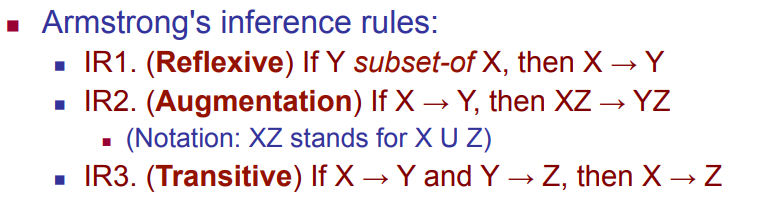 Armstrong's inference rules:
IR1. (Reflexive) If Y subset-of X, then X → Y
IR2. (Augmentation) If X → Y, then XZ → YZ
(Notation: XZ stands for X U Z)
IR3. (Transitive) If X → Y and Y → Z, then X → Z